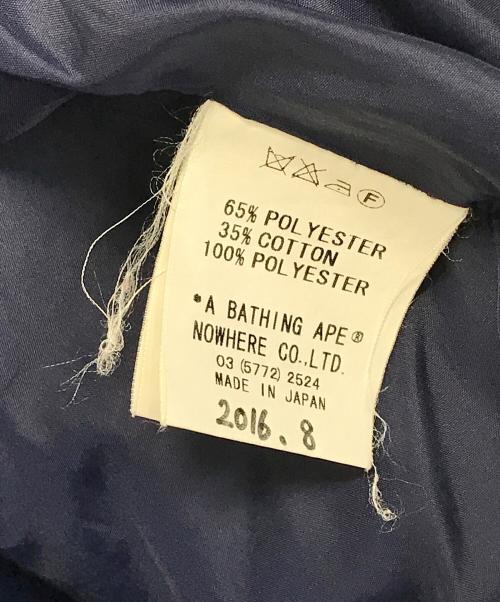 F
65% POLYESTER
35% COTTON
100% POLYESTER
*A BATHING APE®
NOWHERE CO.,LTD.
03 (5772) 2524
MADE IN JAPAN
2016.8